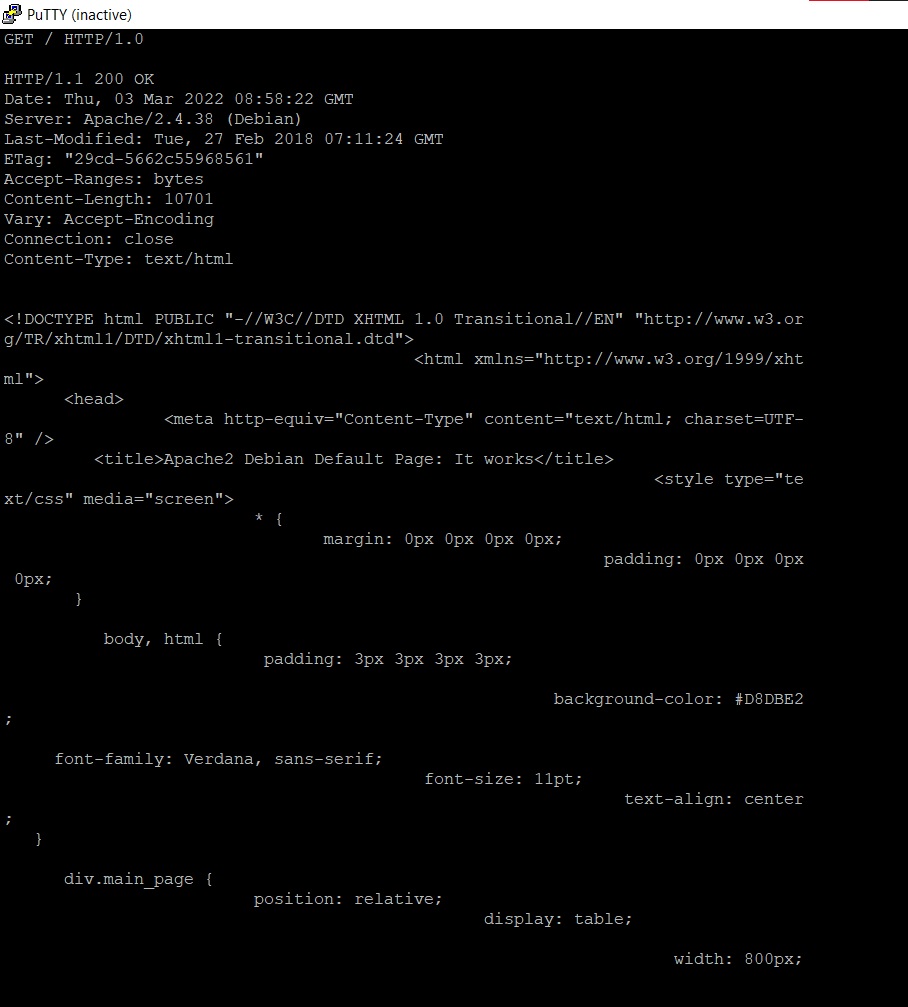 PuTTY (inactive)
GET / HTTP/1.0
HTTP/1.1 200 OK
Date: Thu, 03 Mar 2022 08:58:22 GMT
Server: Apache/2.4.38 (Debian)
Last-Modified: Tue, 27 Feb 2018 07:11:24 GMT
ETag: "29cd-5662c55968561"
Accept-Ranges: bytes
Content-Length: 10701
Vary: Accept-Encoding
Connection: close
Content-Type: text/html
<!DOCTYPE html PUBLIC "-//W3C//DTD XHTML 1.0 Transitional//EN" "http://www.w3.or
g/TR/xhtml1/DTD/xhtml1-transitional.dtd">
<html xmlns="http://www.w3.org/1999/xht
ml">
<head>
<meta http-equiv="Content-Type" content="text/html; charset=UTF-
8" />
<title>Apache2 Debian Default Page: It works</title>
<style type="te
xt/css" media="screen">
* {
margin: 0px 0px 0px 0px;
padding: 0px 0px 0px
0px;
}
body, html {
padding: 3px 3px 3px 3px;
background-color: #D8DBE2
;
font-family: Verdana, sans-serif;
font-size: 11pt;
text-align: center
;
}
div.main_page {
position: relative;
display: table;
width: 800px;